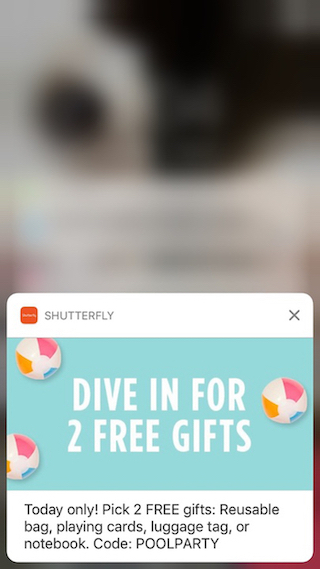 SHUTTERFLY
DIVE IN FOR
2 FREE GIFTS
Today only! Pick 2 FREE gifts: Reusable
bag, playing cards, luggage tag, or
notebook. Code: POOLPARTY